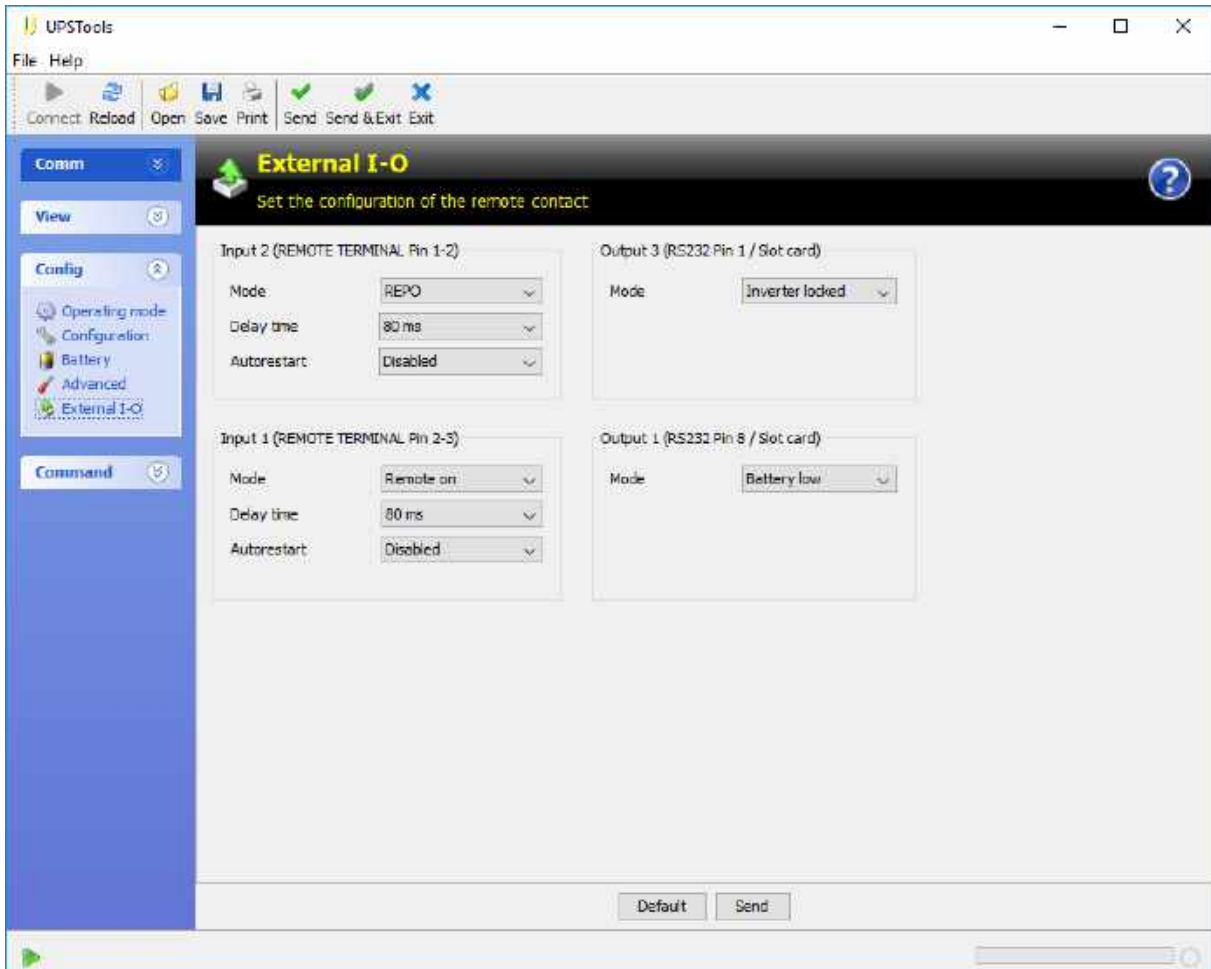 UPSTools
File Help
Connect Reload Open Save Print Send Send & Exit Exit
Comm
View
Config
Operating mode
Configuration
Battery
Advanced
External I-O
Command
External I-O
Set the configuration of the remote contact
?
Input 2 (REMOTE TERMINAL Pin 1-2)
Mode REPO
Delay time 80 ms
Autorestart Disabled
Output 3 (RS232 Pin 1 / Slot card)
Mode Inverter locked
Input 1 (REMOTE TERMINAL Pin 2-3)
Mode Remote on
Delay time 80 ms
Autorestart Disabled
Output 1 (RS232 Pin 8 / Slot card)
Mode Battery low
Default Send